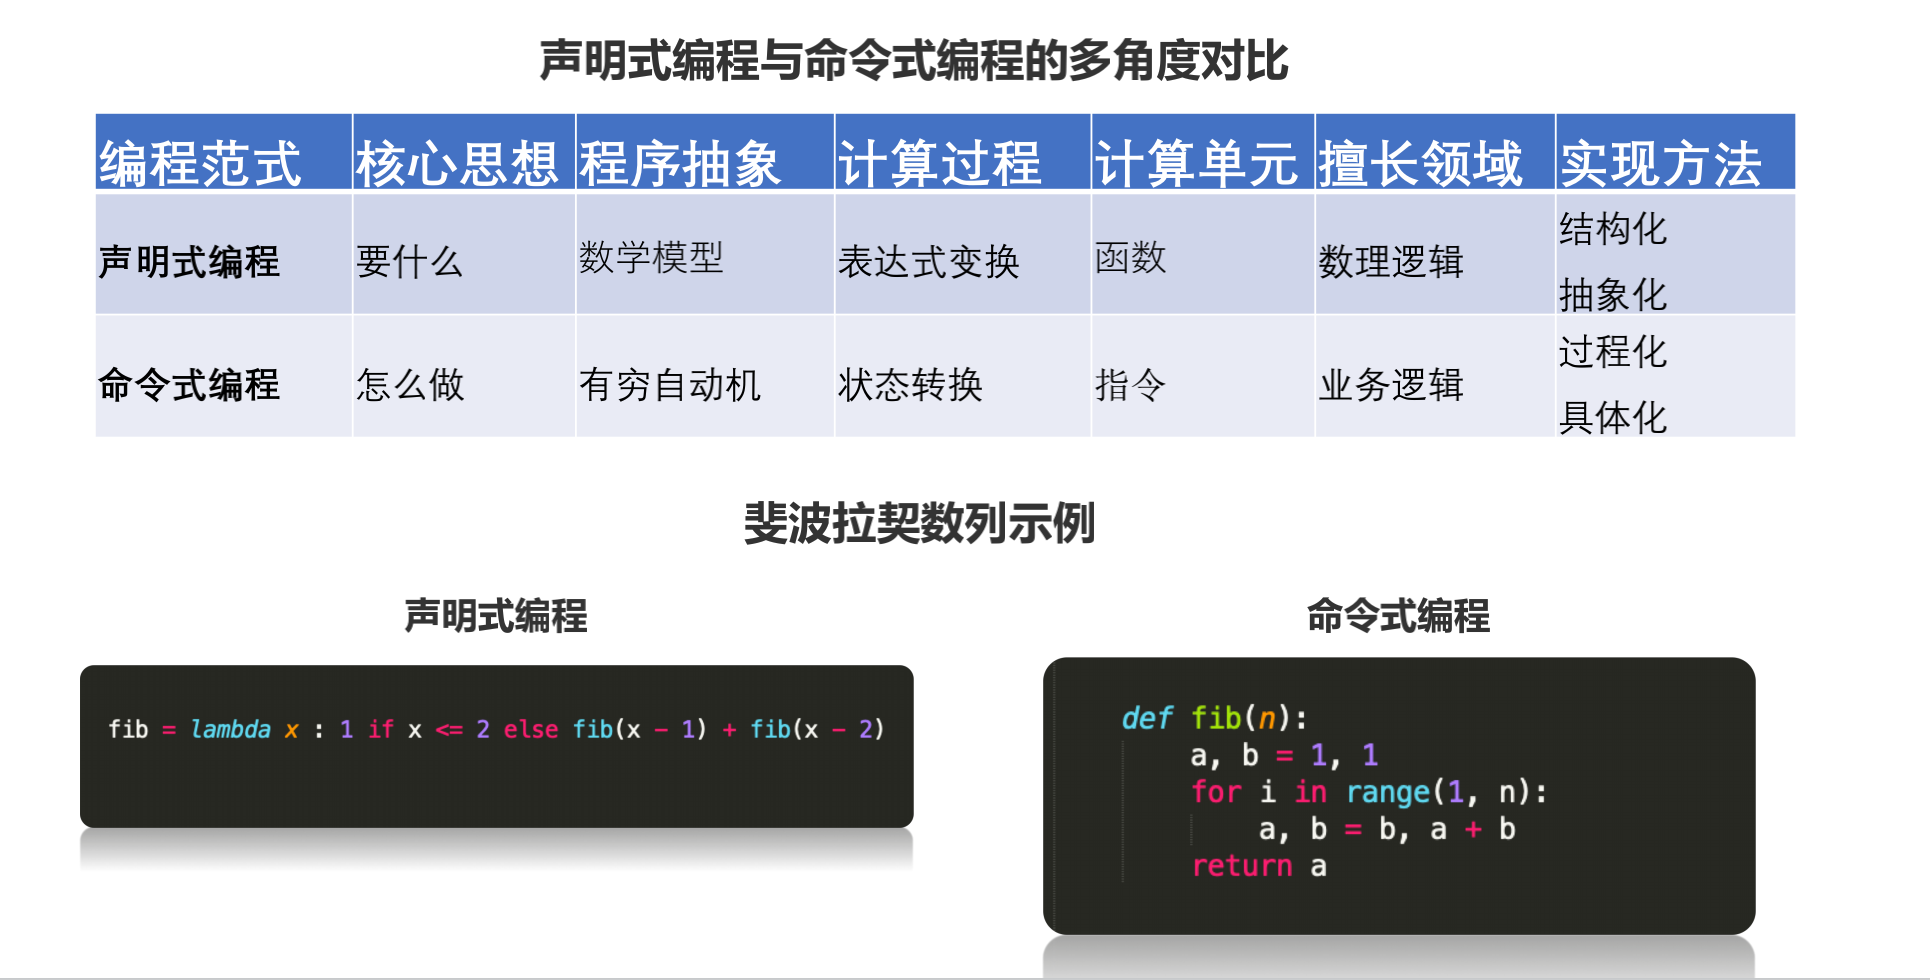 声明式编程与命令式编程的多角度对比
编程范式 核心思想 程序抽象 计算过程 计算单元 擅长领域 实现方法
声明式编程 要什么 数学模型 表达式变换 函数 数理逻辑 结构化
抽象化
命令式编程 怎么做 有穷自动机 状态转换 指令 业务逻辑 过程化
具体化
斐波拉契数列示例
声明式编程
fib = lambda x : 1 if x <= 2 else fib(x - 1) + fib(x - 2)
命令式编程
def fib(n):
    a, b = 1, 1
    for i in range(1, n):
        a, b = b, a + b
    return a